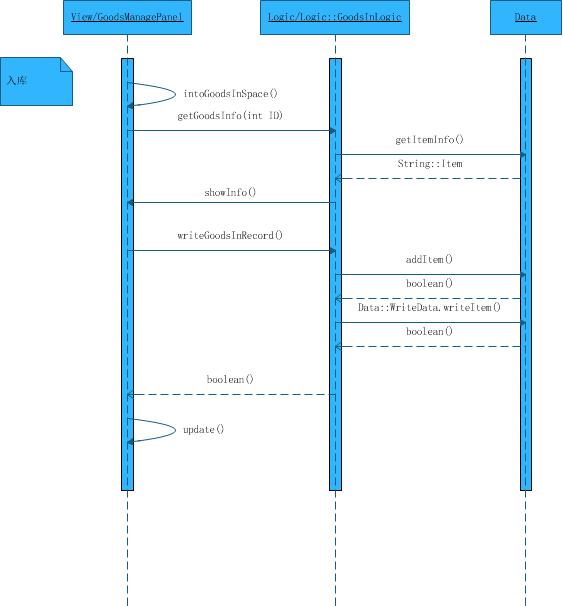 View/GoodsManagePanel
Logic/Logic::GoodsInLogic
Data
入库
intoGoodsInSpace()
getGoodsInfo(int ID)
getItemInfo()
String::Item
showInfo()
writeGoodsInRecord()
addItem()
boolean()
Data::WriteData.writeItem()
boolean()
boolean()
update()